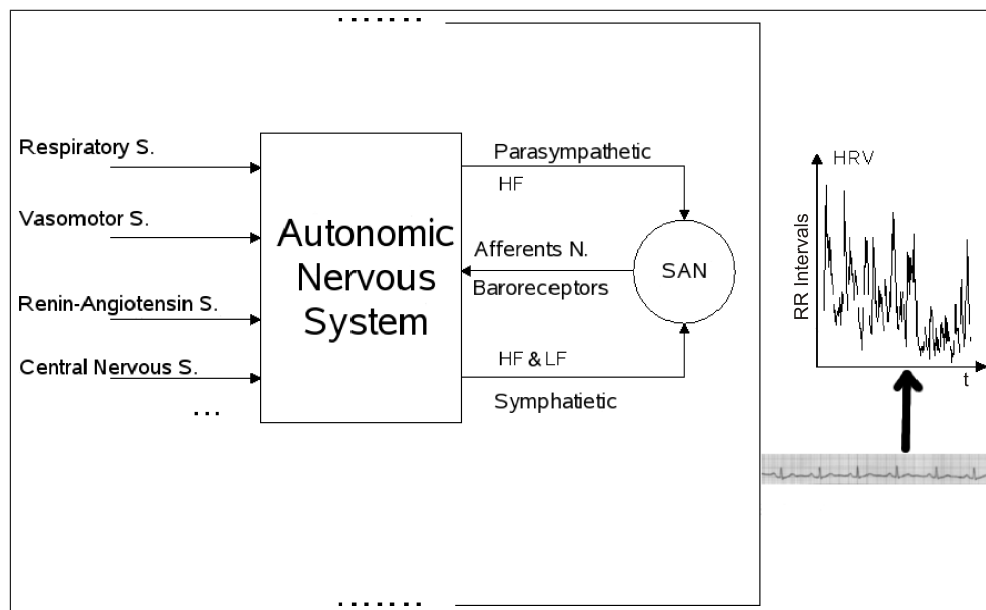 Respiratory S.
Vasomotor S.
Renin-Angiotensin S.
Central Nervous S.
...
Autonomic
Nervous
System
Parasympathetic
HF
Afferents N.
Baroreceptors
HF & LF
Symphatietic
SAN
HRV
RR Intervals
t